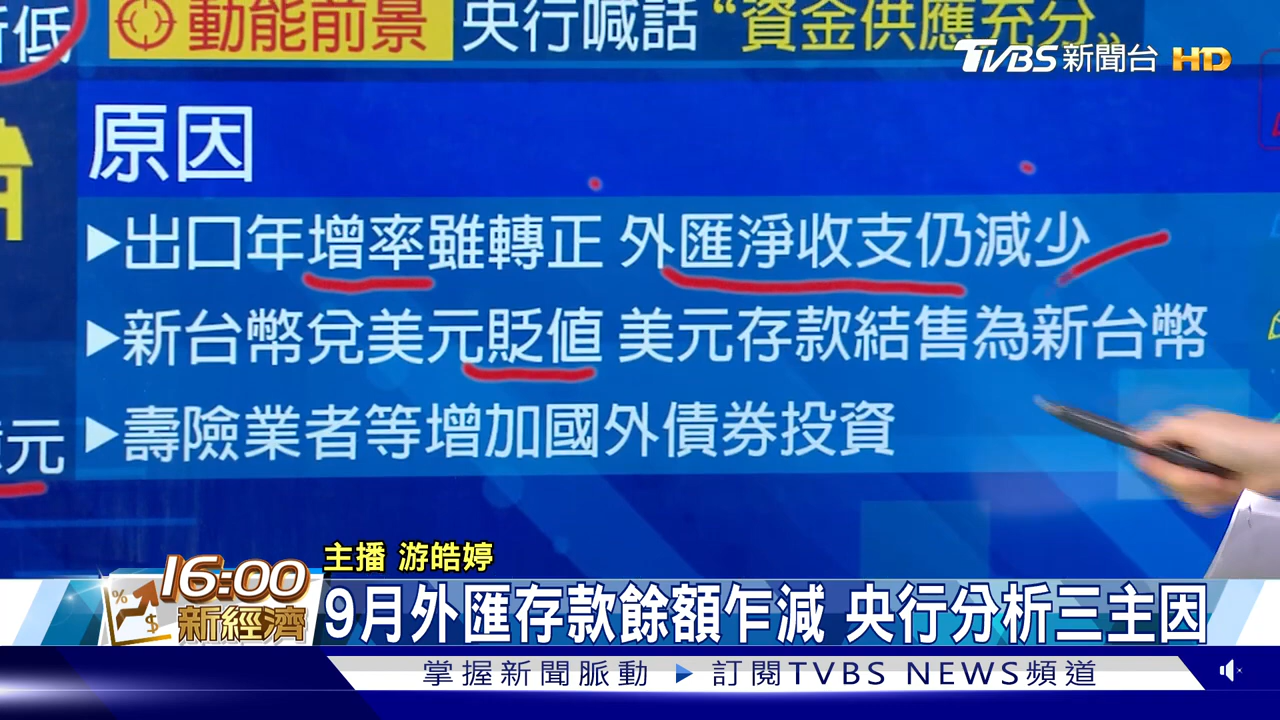 新低
動能前景 央行喊話 “資金供應充分„
TVBS新聞台 HD
原因
▶出口年增率雖轉正 外匯淨收支仍減少
▶新台幣兌美元貶值 美元存款結售為新台幣
元
▶壽險業者等增加國外債券投資
主播 游皓婷
16:00
新經濟
% $
9月外匯存款餘額乍減 央行分析三主因
掌握新聞脈動 ▶ 訂閱TVBS NEWS頻道